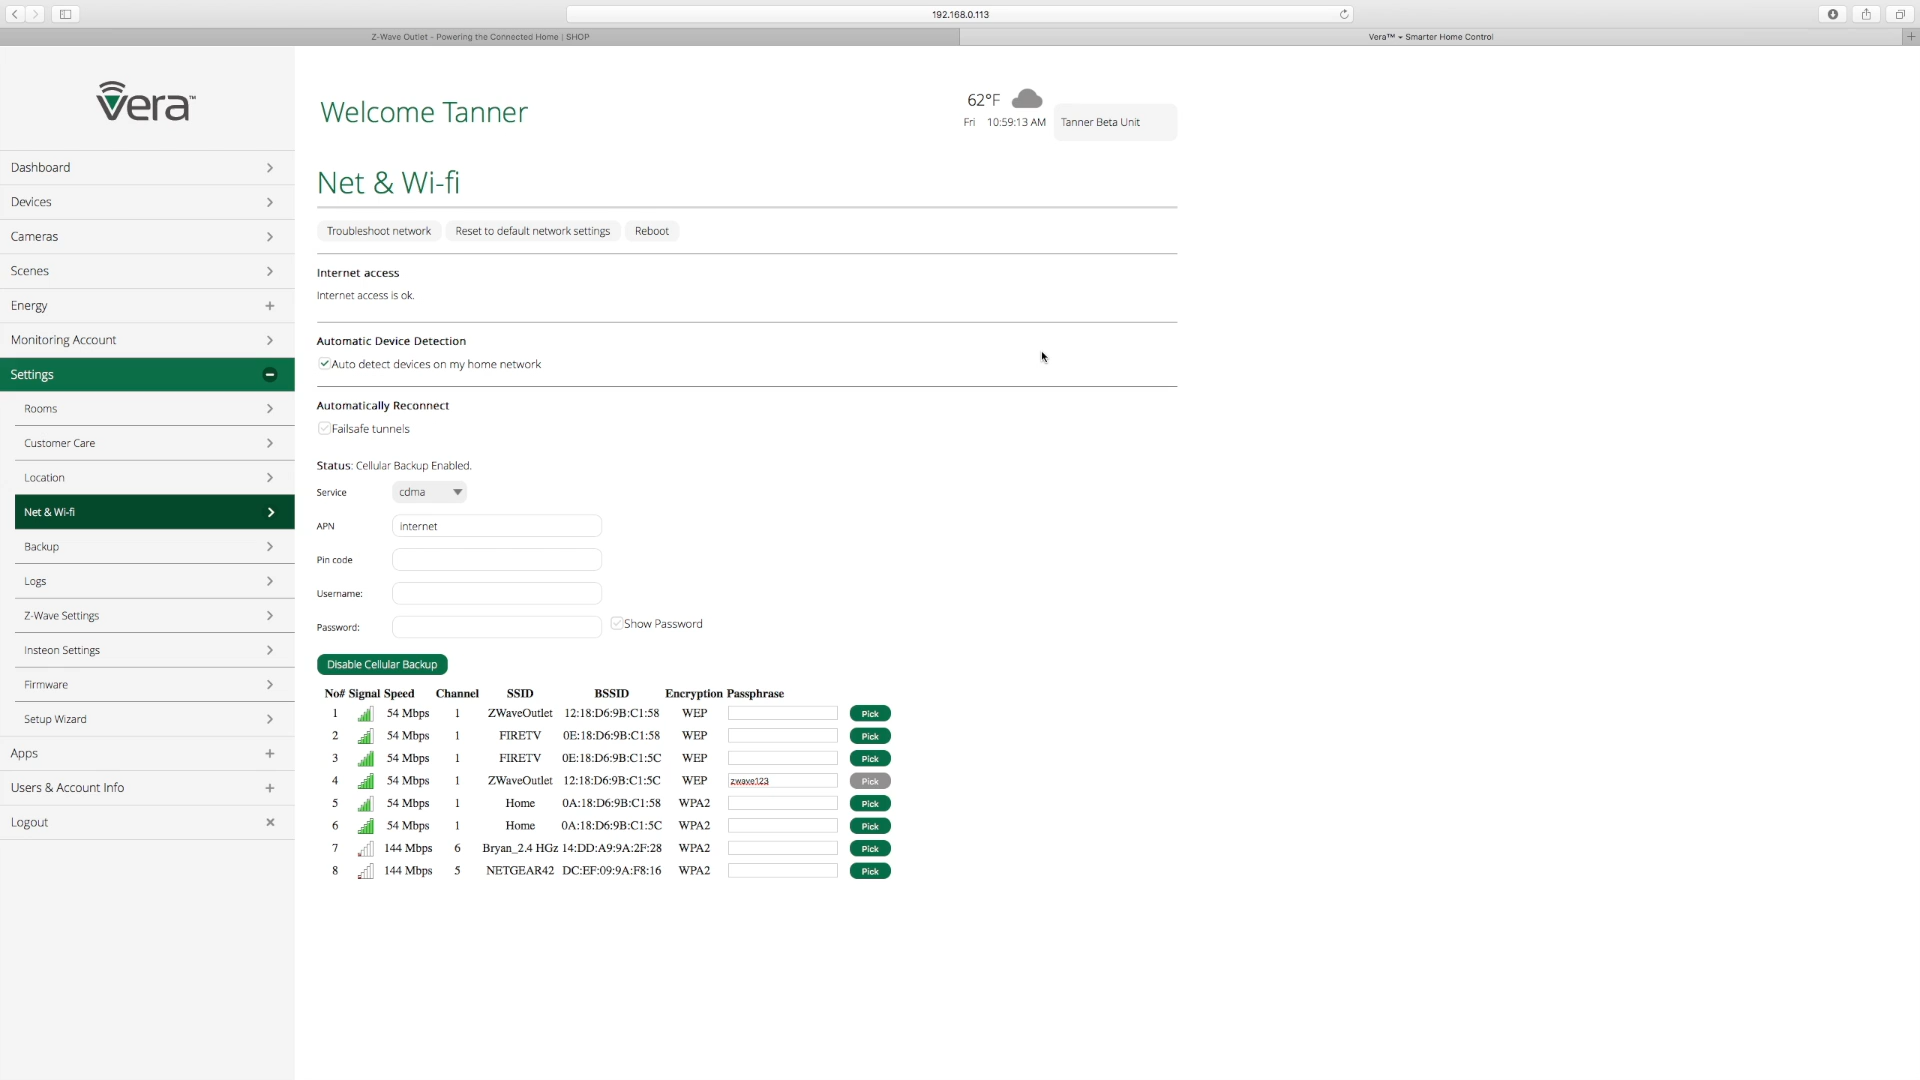 192.168.0.113
Z-Wave Outlet - Powering the Connected Home | SHOP
Vera™ - Smarter Home Control
vera™
Welcome Tanner
62°F
Fri 10:59:13 AM
Tanner Beta Unit
Dashboard
Devices
Cameras
Scenes
Energy
Monitoring Account
Settings
Rooms
Customer Care
Location
Net & Wi-fi
Backup
Logs
Z-Wave Settings
Insteon Settings
Firmware
Setup Wizard
Apps
Users & Account Info
Logout
Net & Wi-fi
Troubleshoot network Reset to default network settings Reboot
Internet access
Internet access is ok.
Automatic Device Detection
Auto detect devices on my home network
Automatically Reconnect
Failsafe tunnels
Status: Cellular Backup Enabled.
Service cdma
APN internet
Pin code
Username:
Password: Show Password
Disable Cellular Backup
No# Signal Speed Channel SSID BSSID Encryption Passphrase
1 54 Mbps 1 ZWaveOutlet 12:18:D6:9B:C1:58 WEP Pick
2 54 Mbps 1 FIRETV 0E:18:D6:9B:C1:58 WEP Pick
3 54 Mbps 1 FIRETV 0E:18:D6:9B:C1:5C WEP Pick
4 54 Mbps 1 ZWaveOutlet 12:18:D6:9B:C1:5C WEP zwave123 Pick
5 54 Mbps 1 Home 0A:18:D6:9B:C1:58 WPA2 Pick
6 54 Mbps 1 Home 0A:18:D6:9B:C1:5C WPA2 Pick
7 144 Mbps 6 Bryan_2.4 HGz 14:DD:A9:9A:2F:28 WPA2 Pick
8 144 Mbps 5 NETGEAR42 DC:EF:09:9A:F8:16 WPA2 Pick